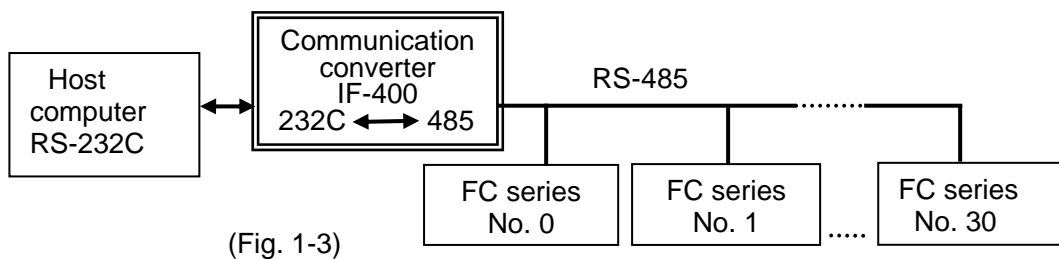 Host
computer
RS-232C
Communication
converter
IF-400
232C 485
RS-485
FC series
No. 0
FC series
No. 1
.....
FC series
No. 30
(Fig. 1-3)